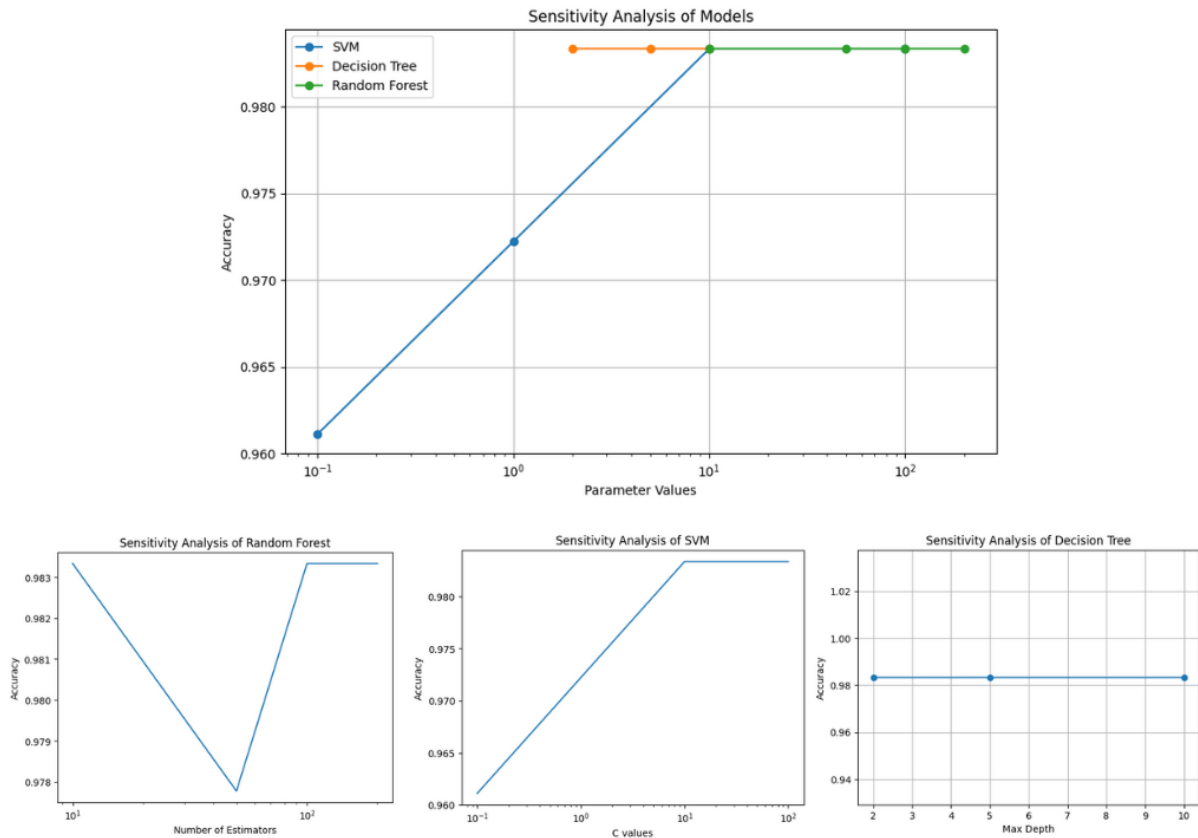 Sensitivity Analysis of Models
SVM
Decision Tree
Random Forest
0.980
0.975
0.970
0.965
0.960
Accuracy
10⁻¹ 10⁰ 10¹ 10²
Parameter Values
Sensitivity Analysis of Random Forest
0.983
0.982
0.981
0.980
0.979
0.978
Accuracy
10¹ 10²
Number of Estimators
Sensitivity Analysis of SVM
0.980
0.975
0.970
0.965
0.960
Accuracy
10⁻¹ 10⁰ 10¹ 10²
C values
Sensitivity Analysis of Decision Tree
1.02
1.00
0.98
0.96
0.94
Accuracy
2 3 4 5 6 7 8 9 10
Max Depth